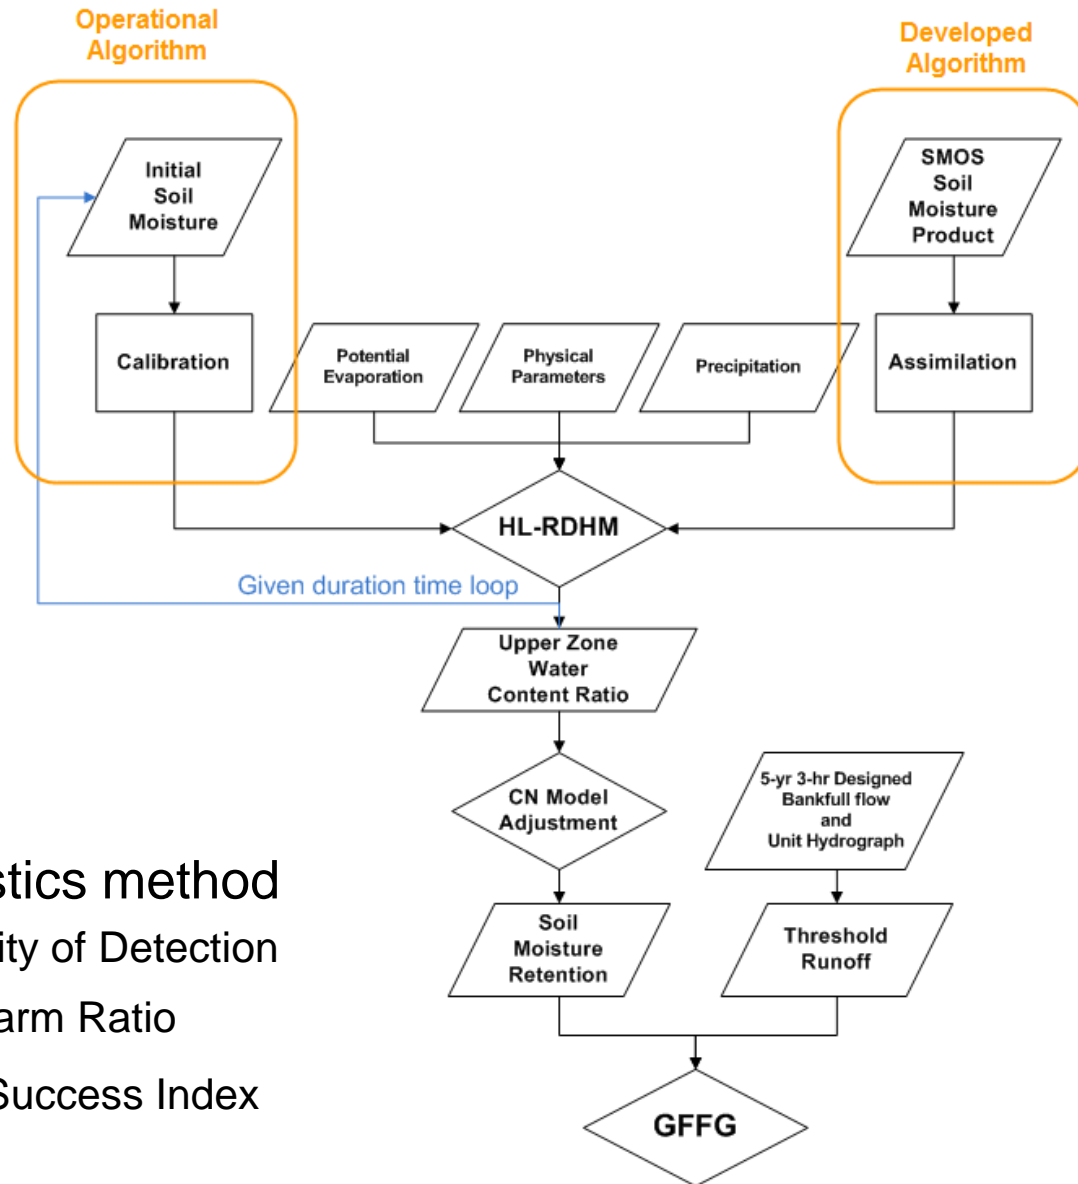 Operational
Algorithm
Developed
Algorithm
Initial
Soil
Moisture
SMOS
Soil
Moisture
Product
Calibration
Potential
Evaporation
Physical
Parameters
Precipitation
Assimilation
HL-RDHM
Given duration time loop
Upper Zone
Water
Content Ratio
CN Model
Adjustment
5-yr 3-hr Designed
Bankfull flow
and
Unit Hydrograph
stics method
ity of Detection
arm Ratio
Success Index
Soil
Moisture
Retention
Threshold
Runoff
GFFG